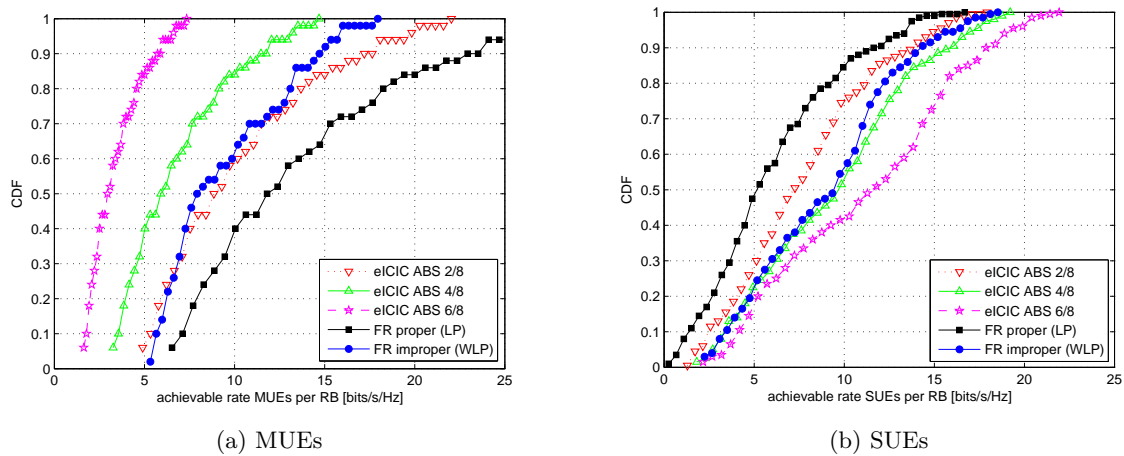 CDF
1
0.9
0.8
0.7
0.6
0.5
0.4
0.3
0.2
0.1
0
0 5 10 15 20 25
achievable rate MUEs per RB [bits/s/Hz]
eICIC ABS 2/8
eICIC ABS 4/8
eICIC ABS 6/8
FR proper (LP)
FR improper (WLP)
(a) MUEs
CDF
1
0.9
0.8
0.7
0.6
0.5
0.4
0.3
0.2
0.1
0
0 5 10 15 20 25
achievable rate SUEs per RB [bits/s/Hz]
eICIC ABS 2/8
eICIC ABS 4/8
eICIC ABS 6/8
FR proper (LP)
FR improper (WLP)
(b) SUEs